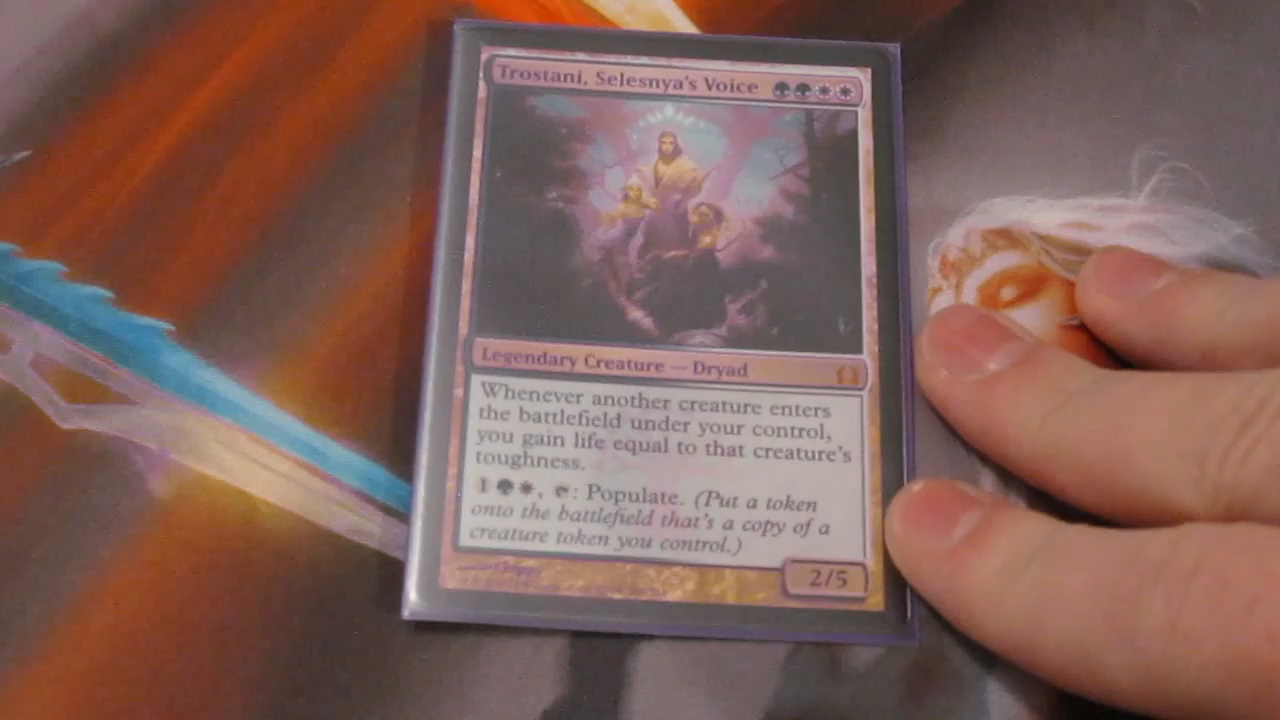 Trostani, Selesnya's Voice
Legendary Creature — Dryad
Whenever another creature enters
the battlefield under your control,
you gain life equal to that creature's
toughness.
1, : Populate. (Put a token
onto the battlefield that's a copy of a
creature token you control.)
2/5